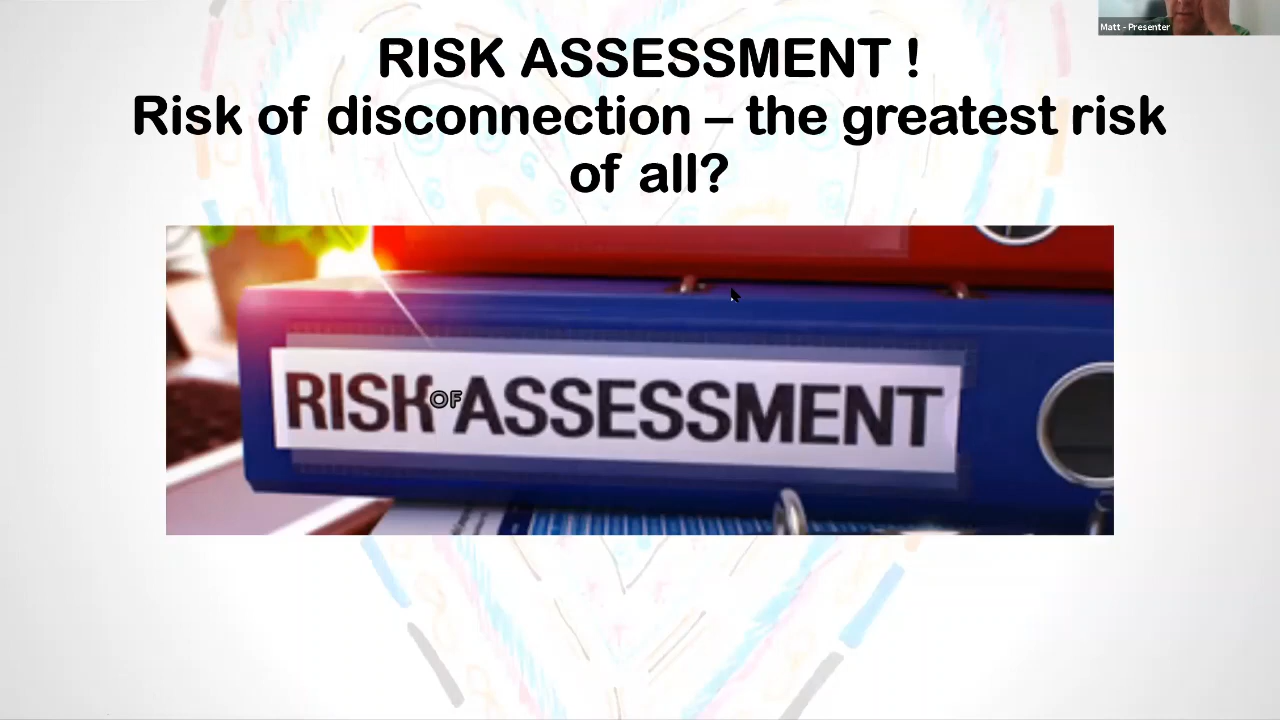 Matt - Presenter
RISK ASSESSMENT !
Risk of disconnection – the greatest risk
of all?
RISK OF ASSESSMENT